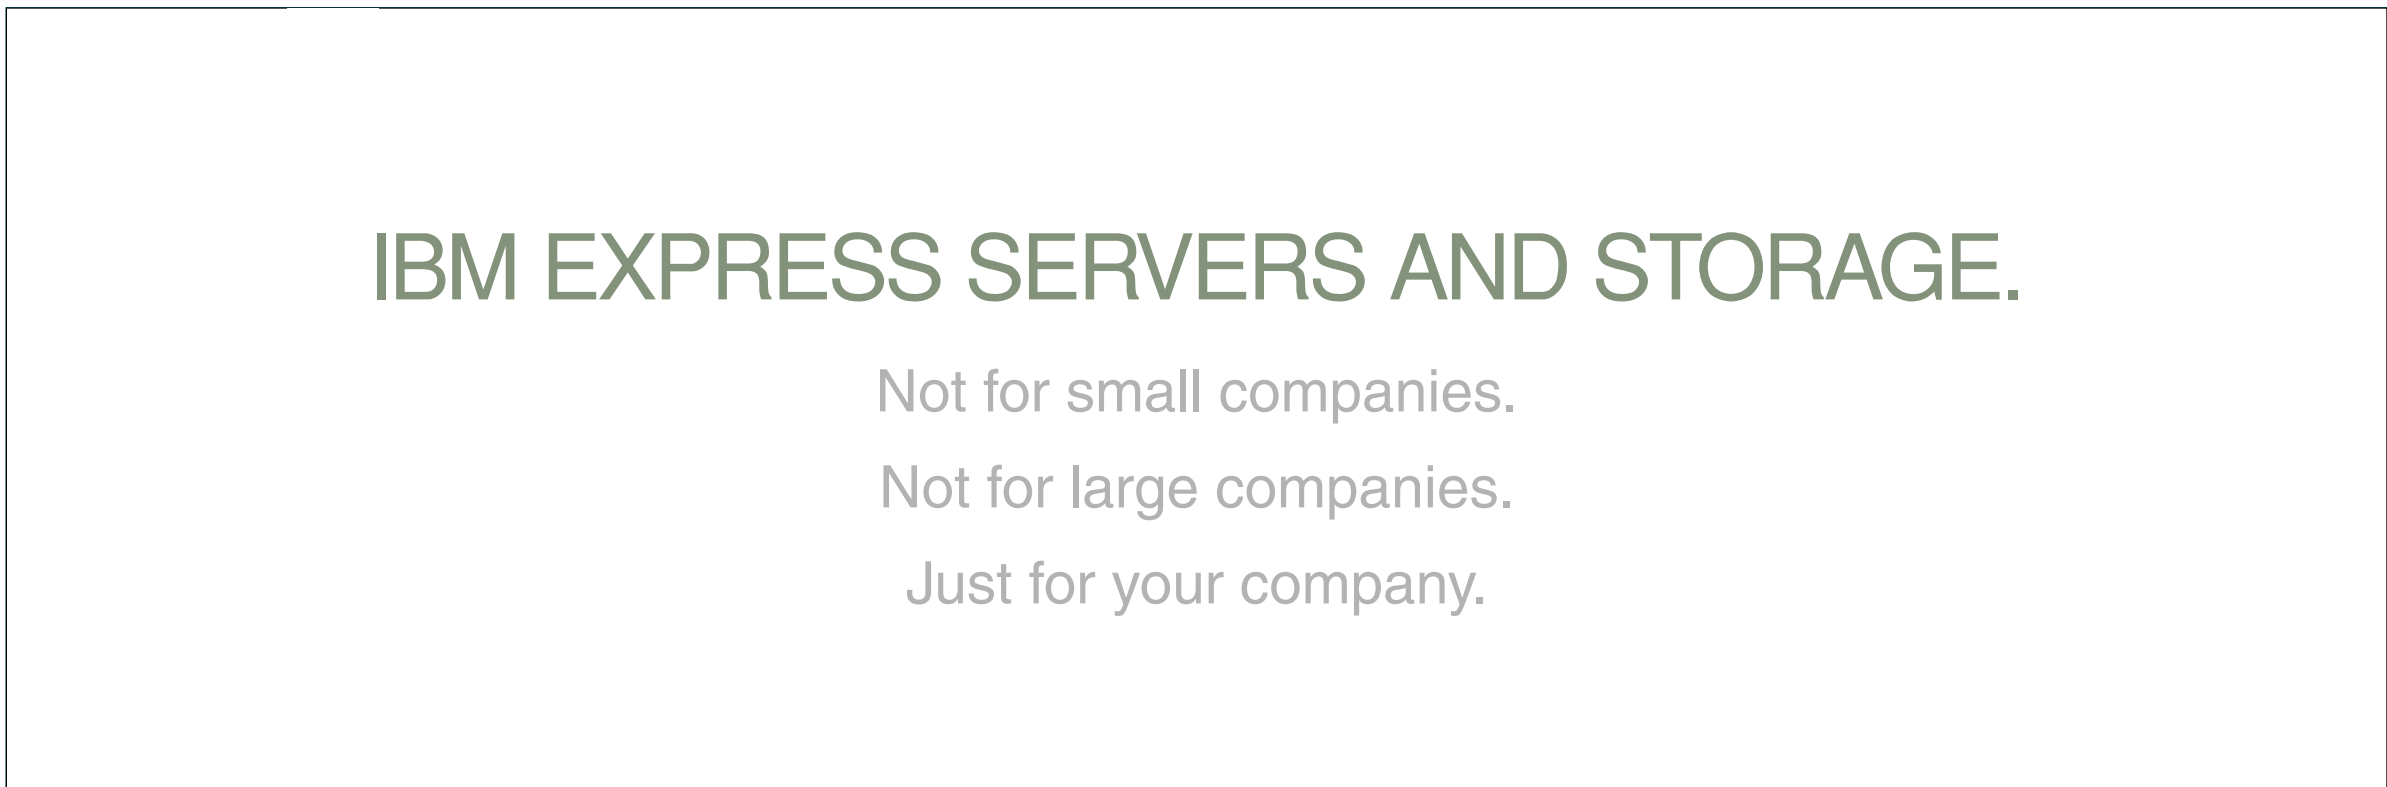 IBM EXPRESS SERVERS AND STORAGE.
Not for small companies.
Not for large companies.
Just for your company.